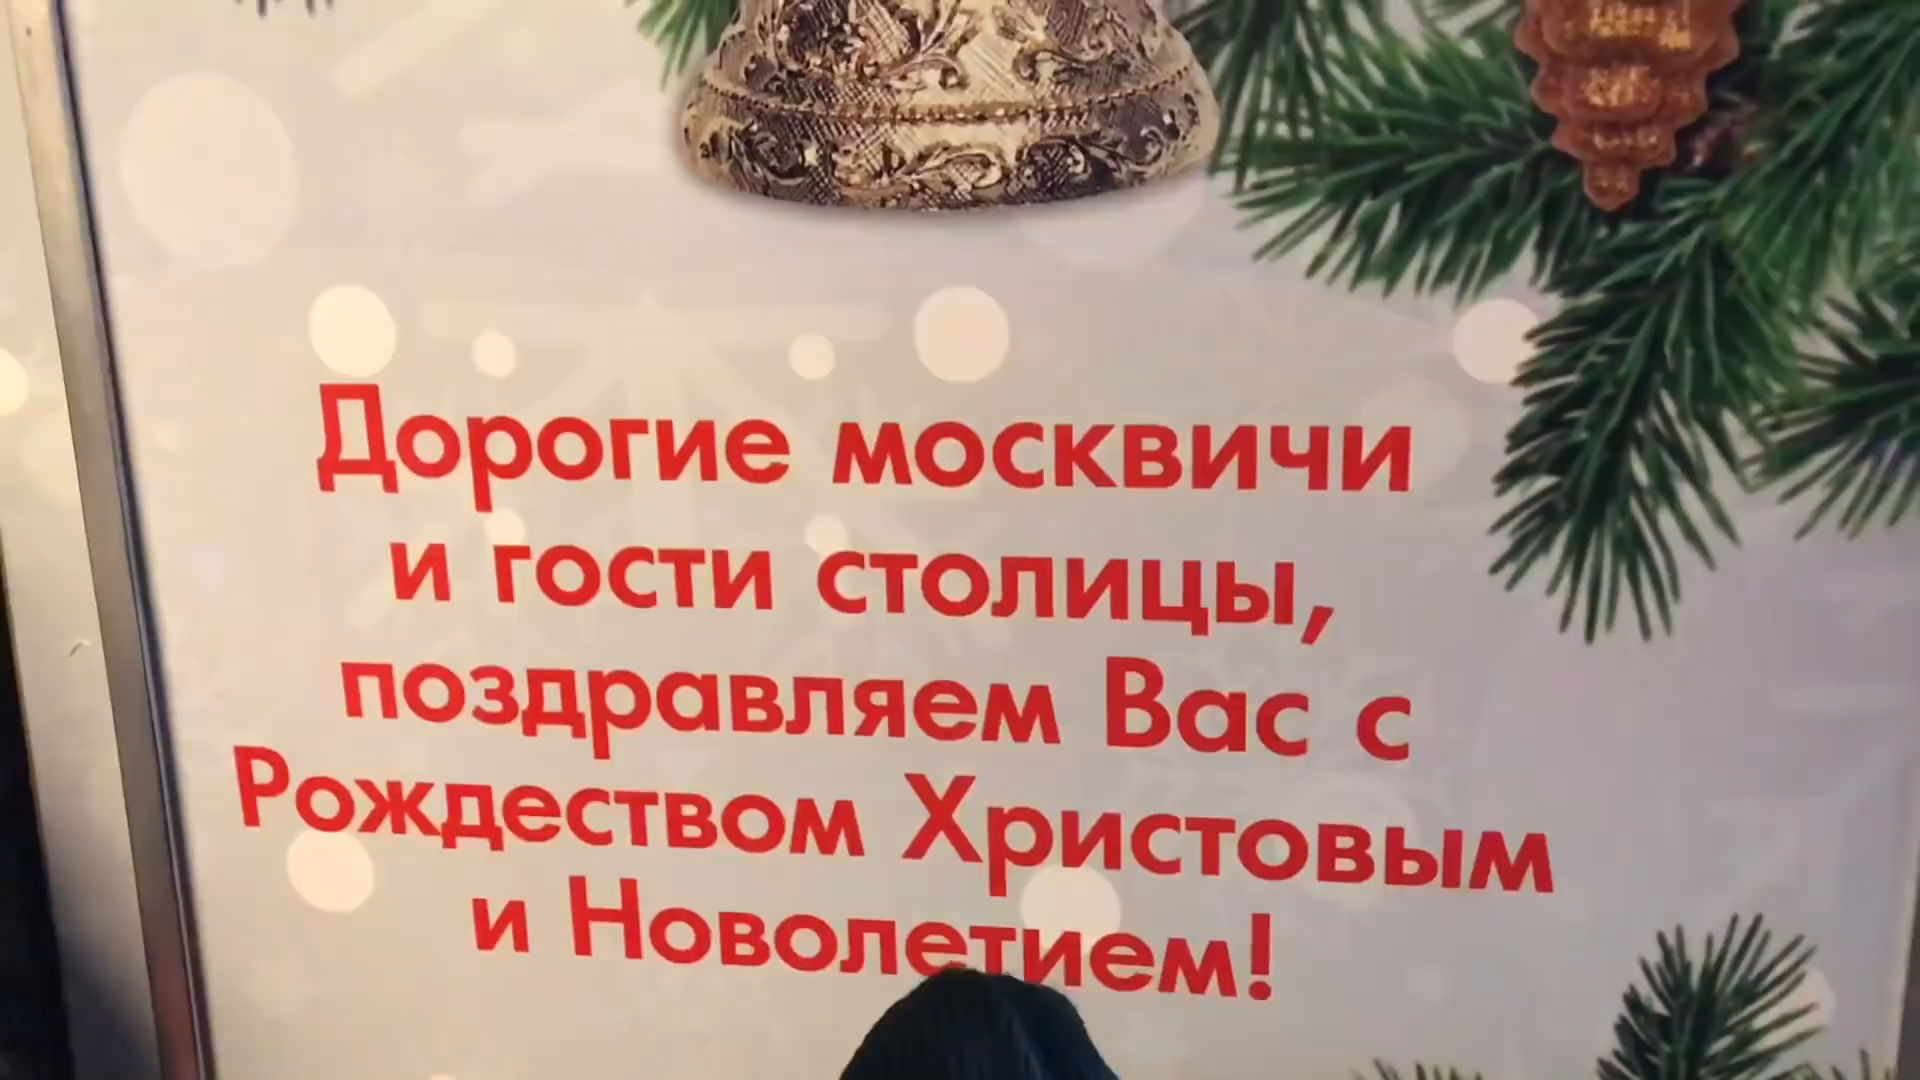 Дорогие москвичи
и гости столицы,
поздравляем Вас с
Рождеством Христовым
и Новолетием!